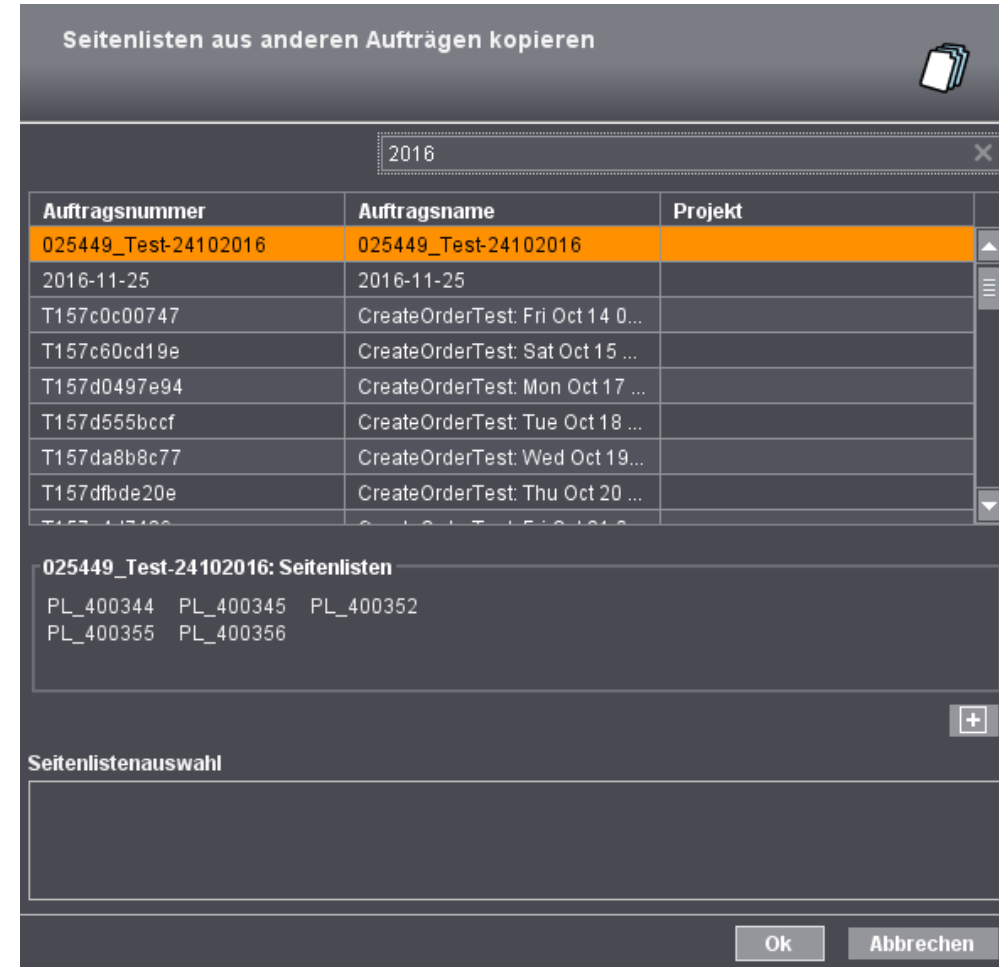 Seitenlisten aus anderen Aufträgen kopieren
2016
Auftragsnummer Auftragsname Projekt
025449_Test-24102016 025449_Test-24102016
2016-11-25 2016-11-25
T157c0c00747 CreateOrderTest: Fri Oct 14 0...
T157c60cd19e CreateOrderTest: Sat Oct 15 ...
T157d0497e94 CreateOrderTest: Mon Oct 17 ...
T157d555bccf CreateOrderTest: Tue Oct 18 ...
T157da8b8c77 CreateOrderTest: Wed Oct 19...
T157dfbde20e CreateOrderTest: Thu Oct 20 ...
025449_Test-24102016: Seitenlisten
PL_400344 PL_400345 PL_400352
PL_400355 PL_400356
Seitenlistenauswahl
Ok Abbrechen